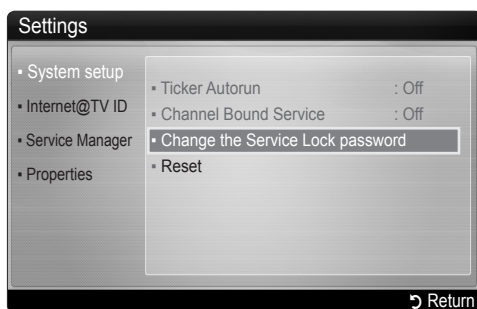 Settings
▪ System setup
▪ Internet@TV ID
▪ Service Manager
▪ Properties
▪ Ticker Autorun : Off
▪ Channel Bound Service : Off
▪ Change the Service Lock password
▪ Reset
Return